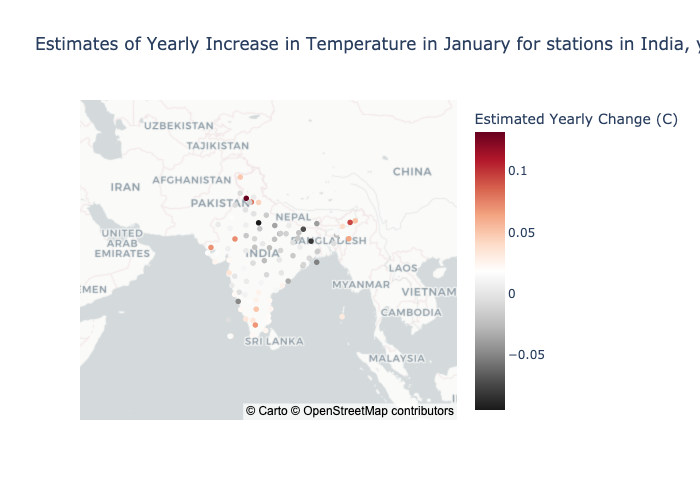 Estimates of Yearly Increase in Temperature in January for stations in India, y
Estimated Yearly Change (C)
0.1
0.05
0
−0.05
UZBEKISTAN
TAJIKISTAN
CHINA
AFGHANISTAN
IRAN
PAKISTAN
NEPAL
UNITED
ARAB
EMIRATES
BANGLADESH
INDIA
LAOS
EMEN
MYANMAR
VIETNAM
CAMBODIA
SRI LANKA
MALAYSIA
© Carto © OpenStreetMap contributors